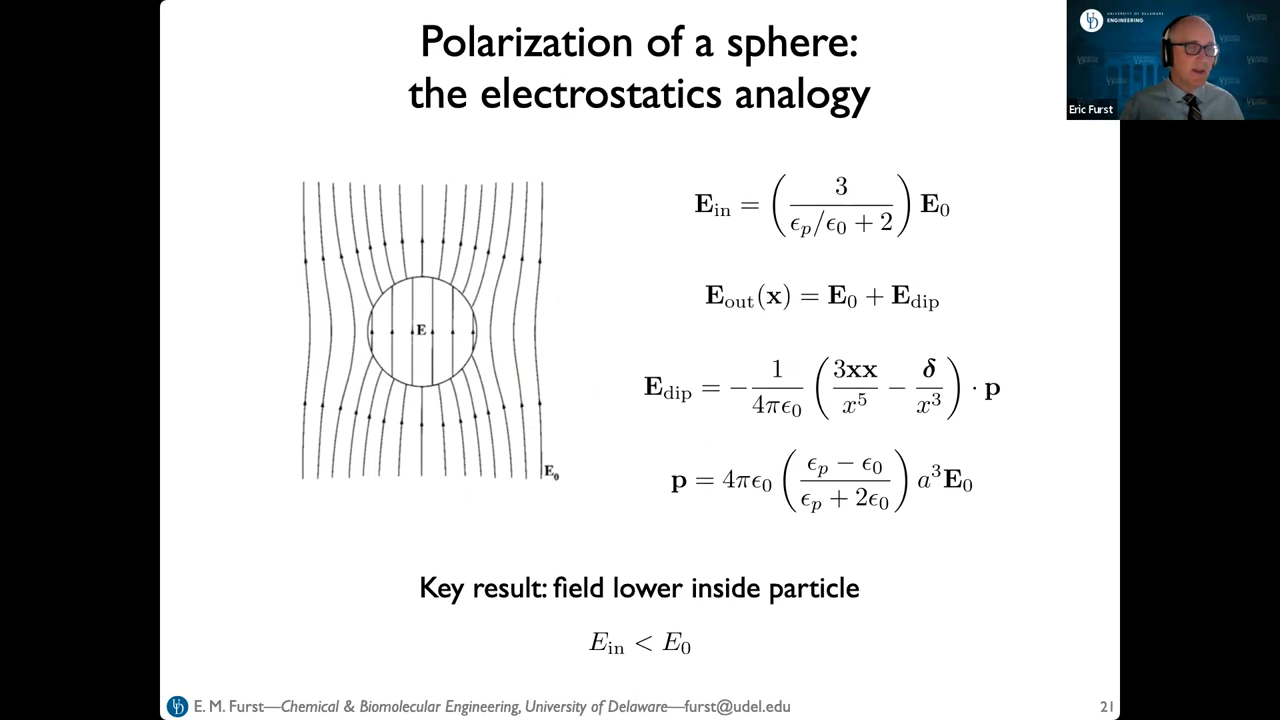 Polarization of a sphere:
the electrostatics analogy
UNIVERSITY OF DELAWARE
ENGINEERING
Eric Furst
E
E₀
E_in = ( 3 / (ϵ_p/ϵ_0 + 2) ) E_0
E_out(x) = E_0 + E_dip
E_dip = − 1/(4πϵ_0) ( 3xx/x^5 − δ/x^3 ) · p
p = 4πϵ_0 ( (ϵ_p − ϵ_0)/(ϵ_p + 2ϵ_0) ) a^3 E_0
Key result: field lower inside particle
E_in < E_0
UD E. M. Furst—Chemical & Biomolecular Engineering, University of Delaware—furst@udel.edu
21